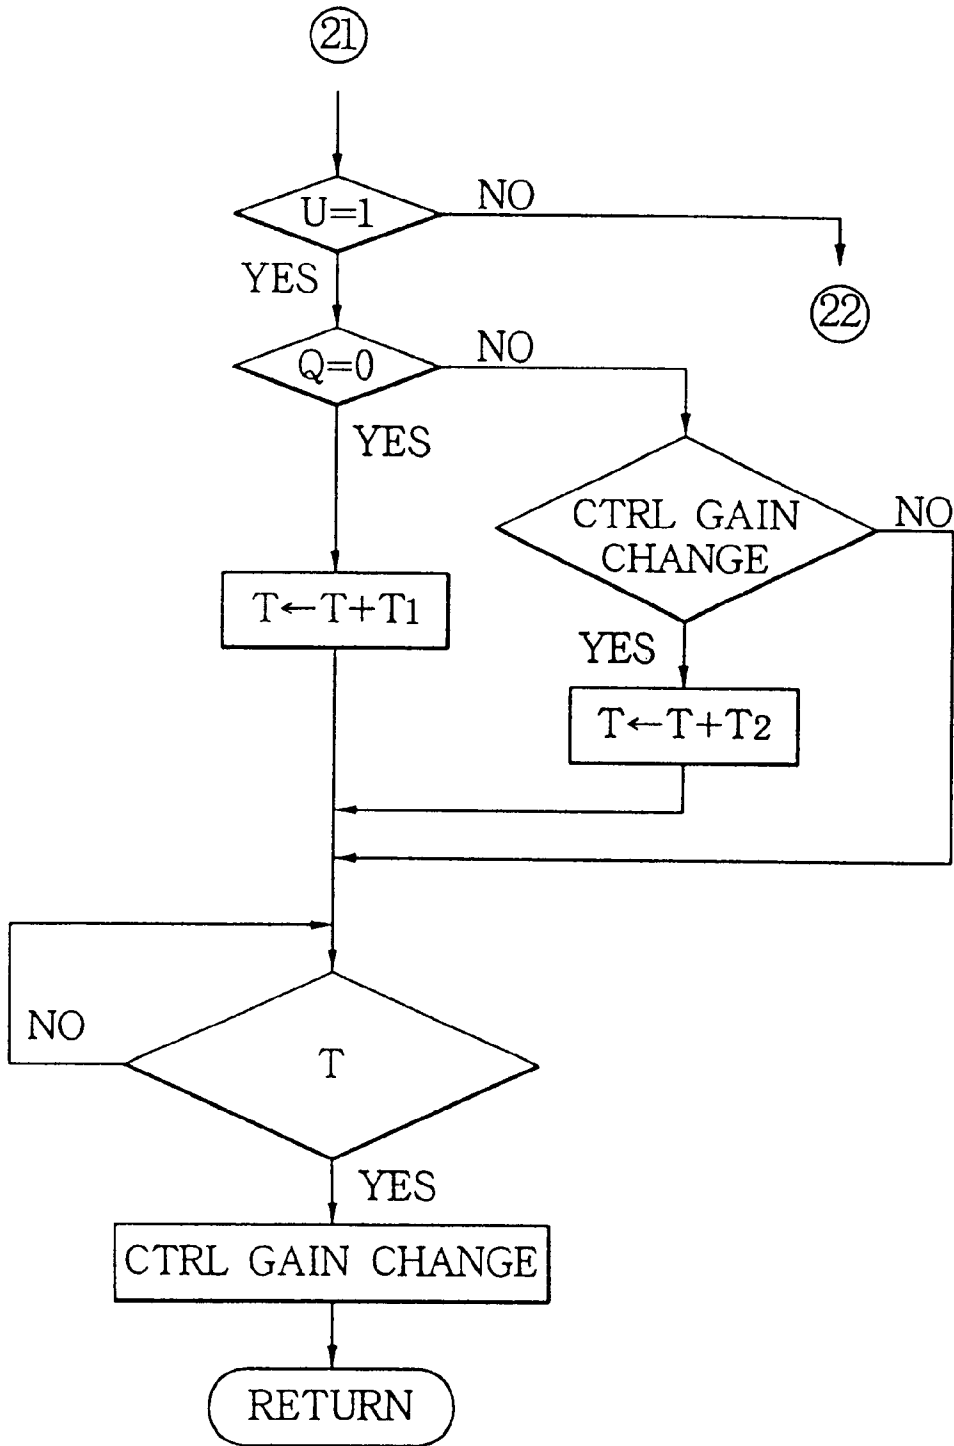 21
U=1
NO
YES
22
Q=0
NO
YES
CTRL GAIN
CHANGE
NO
T←T+T1
YES
T←T+T2
NO
T
YES
CTRL GAIN CHANGE
RETURN